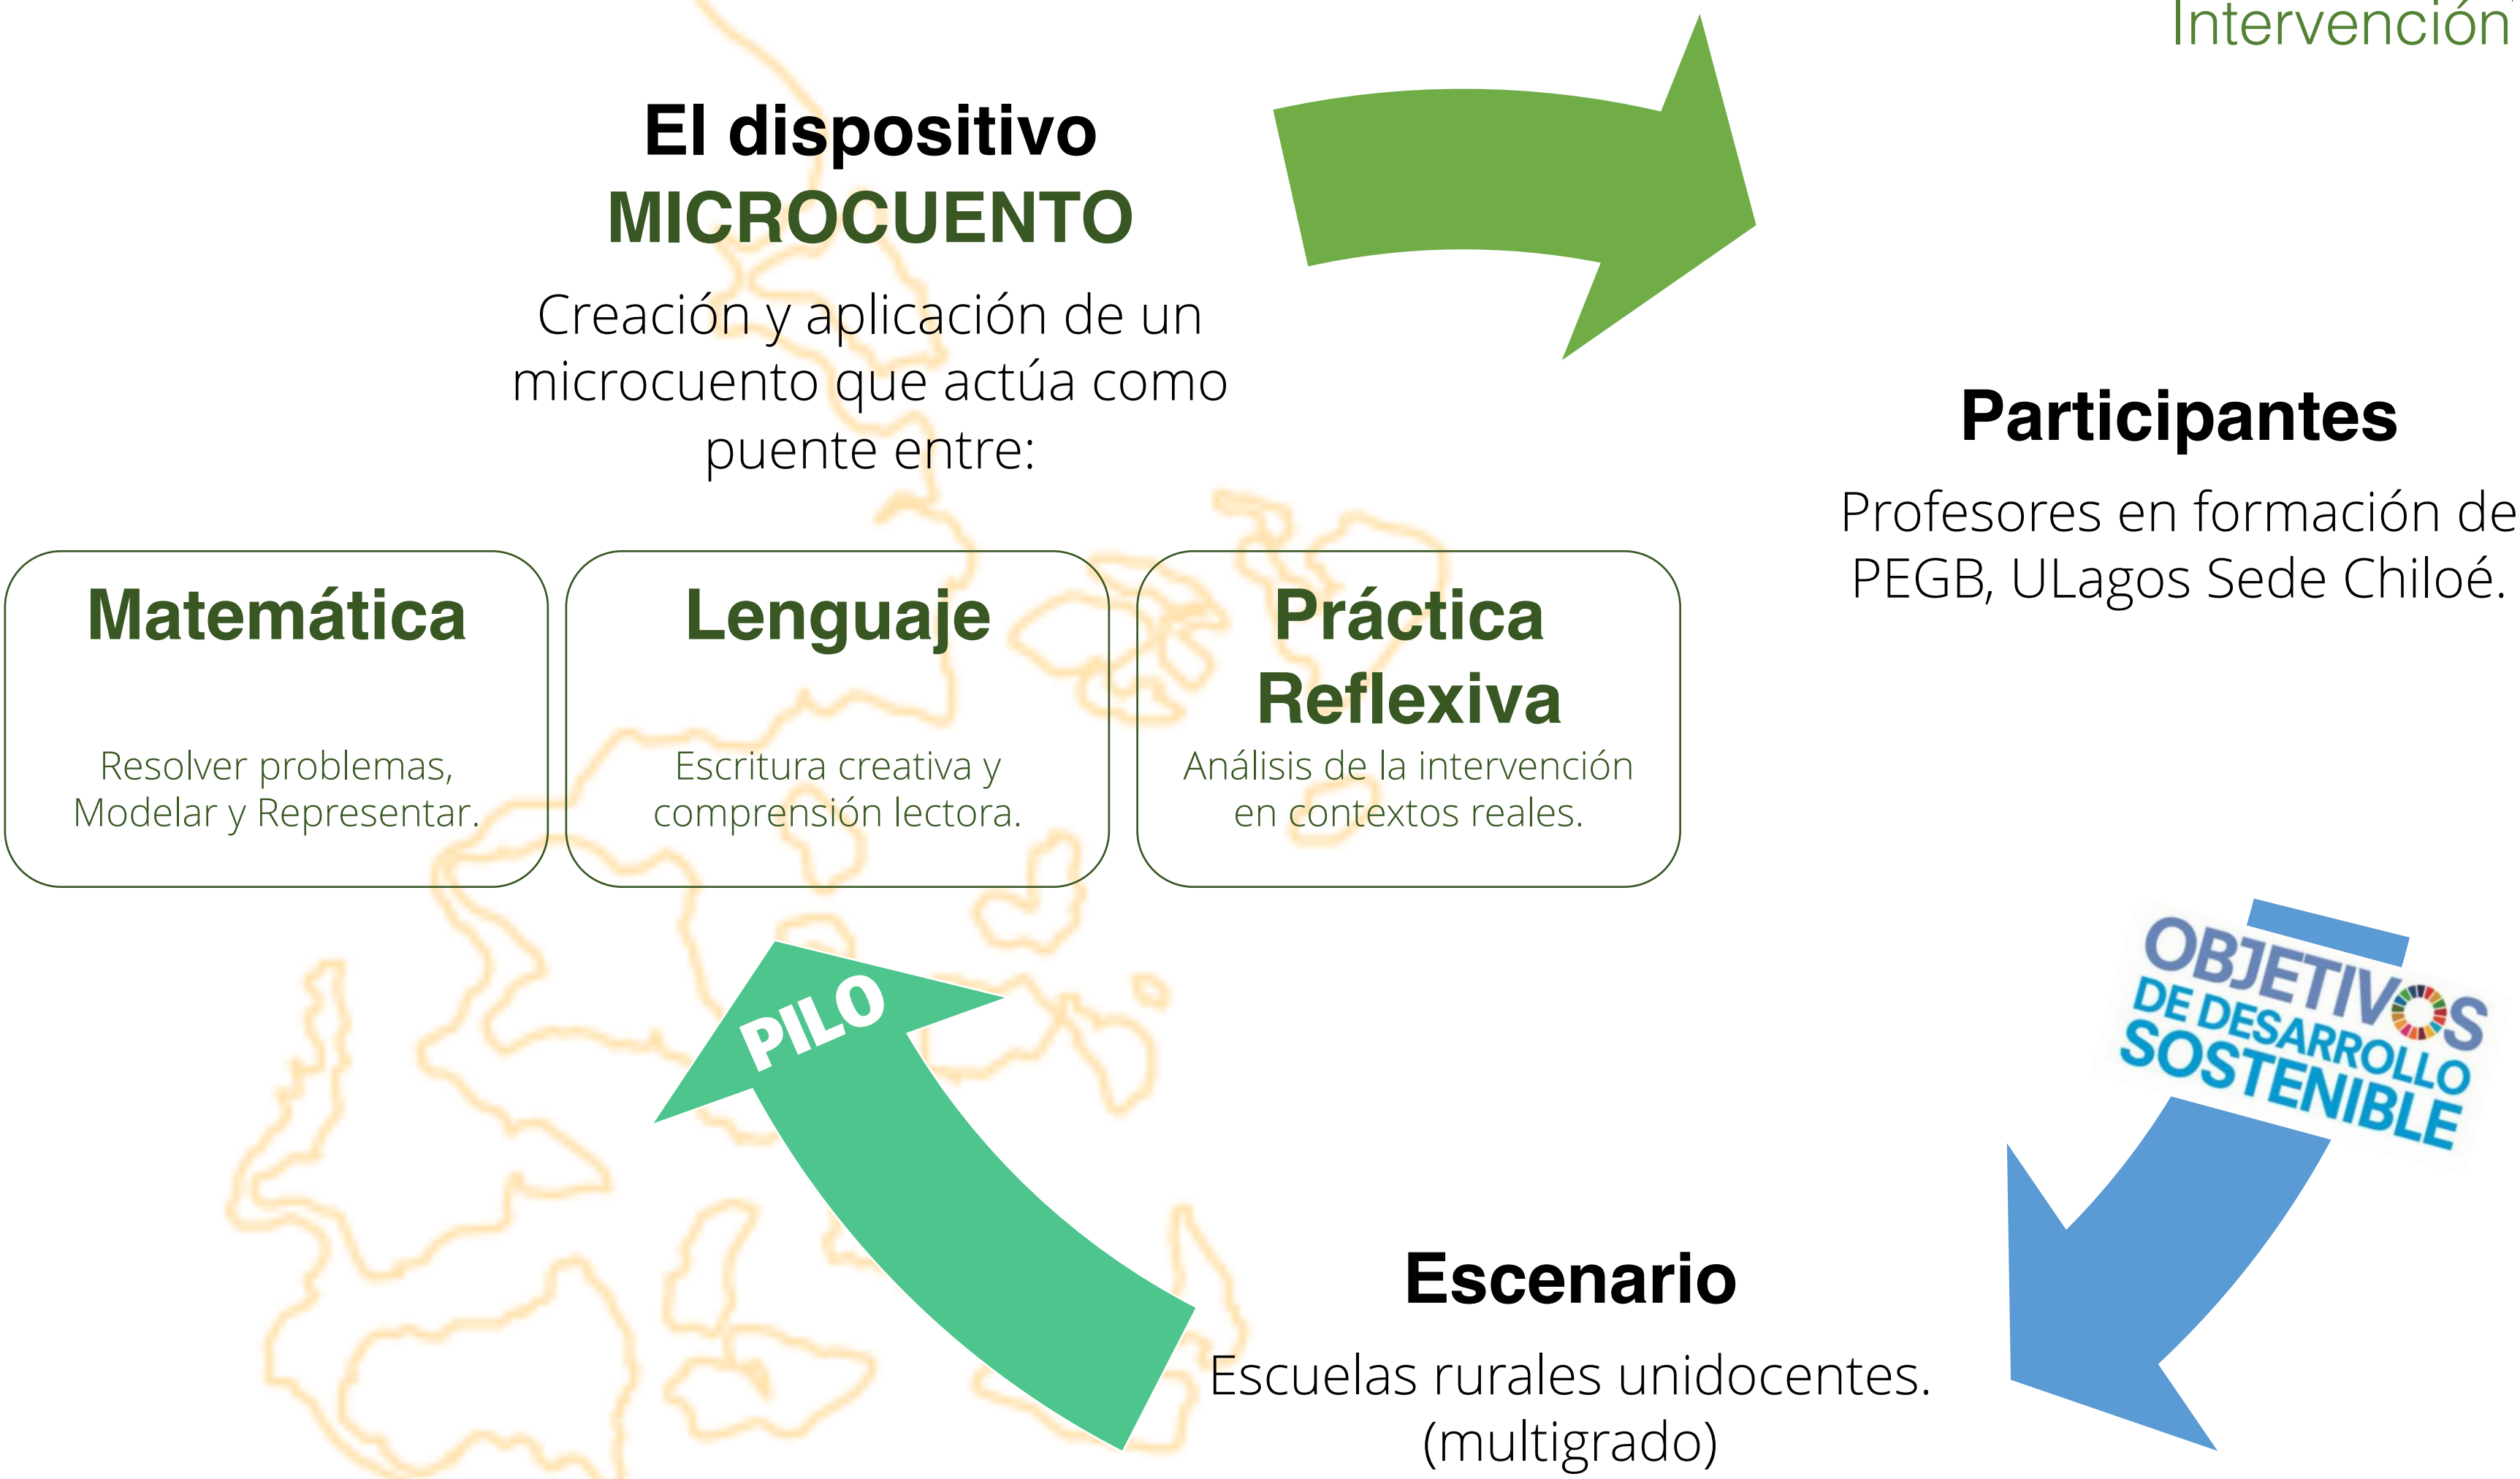 Intervención
El dispositivo
MICROCUENTO
Creación y aplicación de un
microcuento que actúa como
puente entre:
Participantes
Profesores en formación de
PEGB, ULagos Sede Chiloé.
Matemática
Resolver problemas,
Modelar y Representar.
Lenguaje
Escritura creativa y
comprensión lectora.
Práctica
Reflexiva
Análisis de la intervención
en contextos reales.
PILO
OBJETIVOS
DE DESARROLLO
SOSTENIBLE
Escenario
Escuelas rurales unidocentes.
(multigrado)